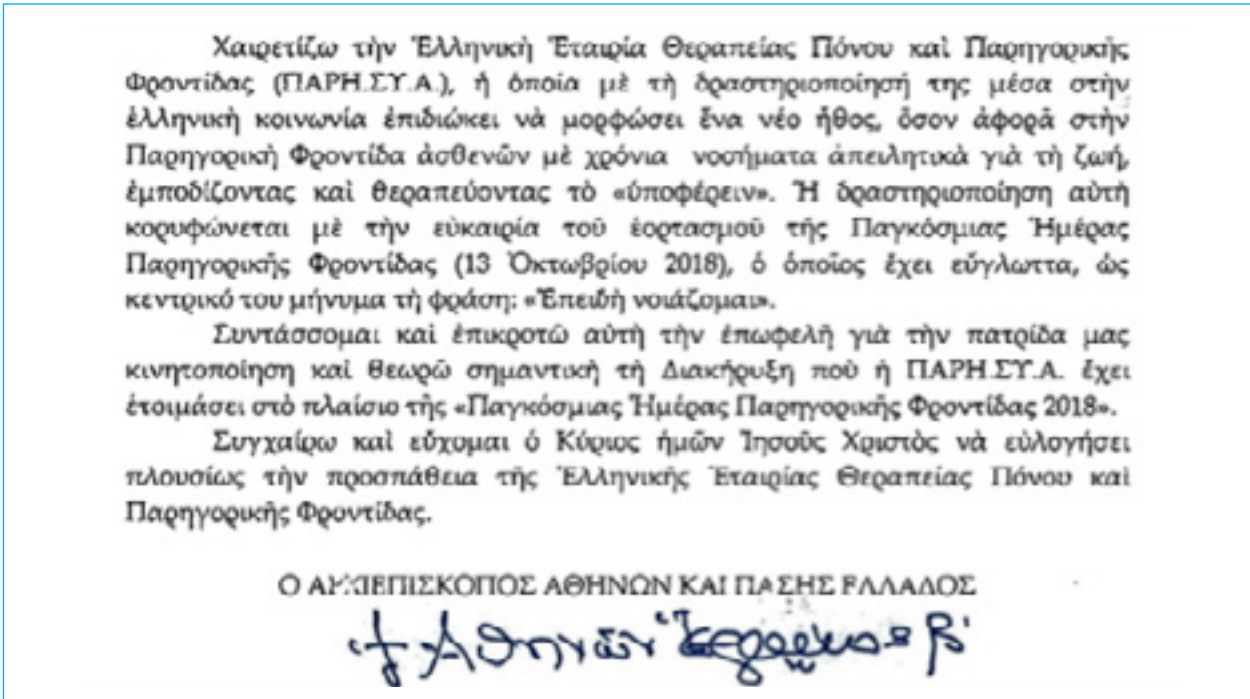 Χαιρετίζω τὴν Ἑλληνικὴ Ἑταιρία Θεραπείας Πόνου καὶ Παρηγορικῆς
Φροντίδας (ΠΑΡΗ.ΣΥ.Α.), ἡ ὁποία μὲ τὴ δραστηριοποίησή της μέσα στὴν
ἑλληνικὴ κοινωνία ἐπιδιώκει νὰ μορφώσει ἕνα νέο ἦθος, ὅσον ἀφορᾶ στὴν
Παρηγορικὴ Φροντίδα ἀσθενῶν μὲ χρόνια νοσήματα ἀπειλητικὰ γιὰ τὴ ζωή,
ἐμποδίζοντας καὶ θεραπεύοντας τὸ «ὑποφέρειν». Ἡ δραστηριοποίηση αὐτὴ
κορυφώνεται μὲ τὴν εὐκαιρία τοῦ ἑορτασμοῦ τῆς Παγκόσμιας Ἡμέρας
Παρηγορικῆς Φροντίδας (13 Ὀκτωβρίου 2018), ὁ ὁποῖος ἔχει εὔγλωττα, ὡς
κεντρικό του μήνυμα τὴ φράση: «Ἐπειδὴ νοιάζομαι».
Συντάσσομαι καὶ ἐπικροτῶ αὐτὴ τὴν ἐπωφελῆ γιὰ τὴν πατρίδα μας
κινητοποίηση καὶ θεωρῶ σημαντικὴ τὴ Διακήρυξη ποὺ ἡ ΠΑΡΗ.ΣΥ.Α. ἔχει
ἑτοιμάσει στὸ πλαίσιο τῆς «Παγκόσμιας Ἡμέρας Παρηγορικῆς Φροντίδας 2018».
Συγχαίρω καὶ εὔχομαι ὁ Κύριος ἡμῶν Ἰησοῦς Χριστὸς νὰ εὐλογήσει
πλουσίως τὴν προσπάθεια τῆς Ἑλληνικῆς Ἑταιρίας Θεραπείας Πόνου καὶ
Παρηγορικῆς Φροντίδας.
Ο ΑΡΧΙΕΠΙΣΚΟΠΟΣ ΑΘΗΝΩΝ ΚΑΙ ΠΑΣΗΣ ΕΛΛΑΔΟΣ
Ἀθηνῶν β'